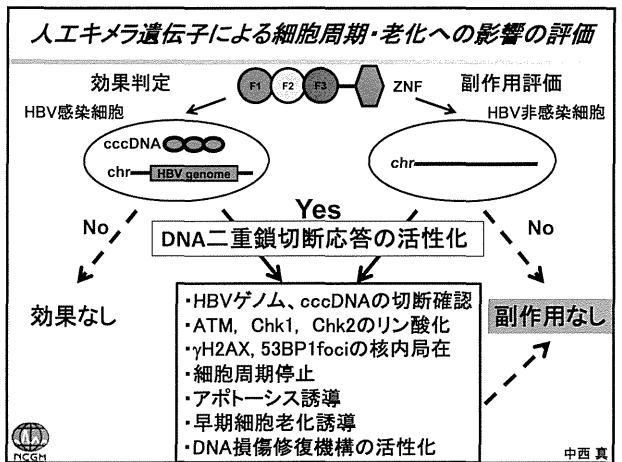 人工キメラ遺伝子による細胞周期・老化への影響の評価
効果判定
F1 F2 F3
ZNF
副作用評価
HBV感染細胞
HBV非感染細胞
cccDNA
chr
HBV genome
chr
No
Yes
No
DNA二重鎖切断応答の活性化
効果なし
・HBVゲノム、cccDNAの切断確認
・ATM, Chk1, Chk2のリン酸化
・γH2AX, 53BP1fociの核内局在
・細胞周期停止
・アポトーシス誘導
・早期細胞老化誘導
・DNA損傷修復機構の活性化
副作用なし
NCGM
中西 真